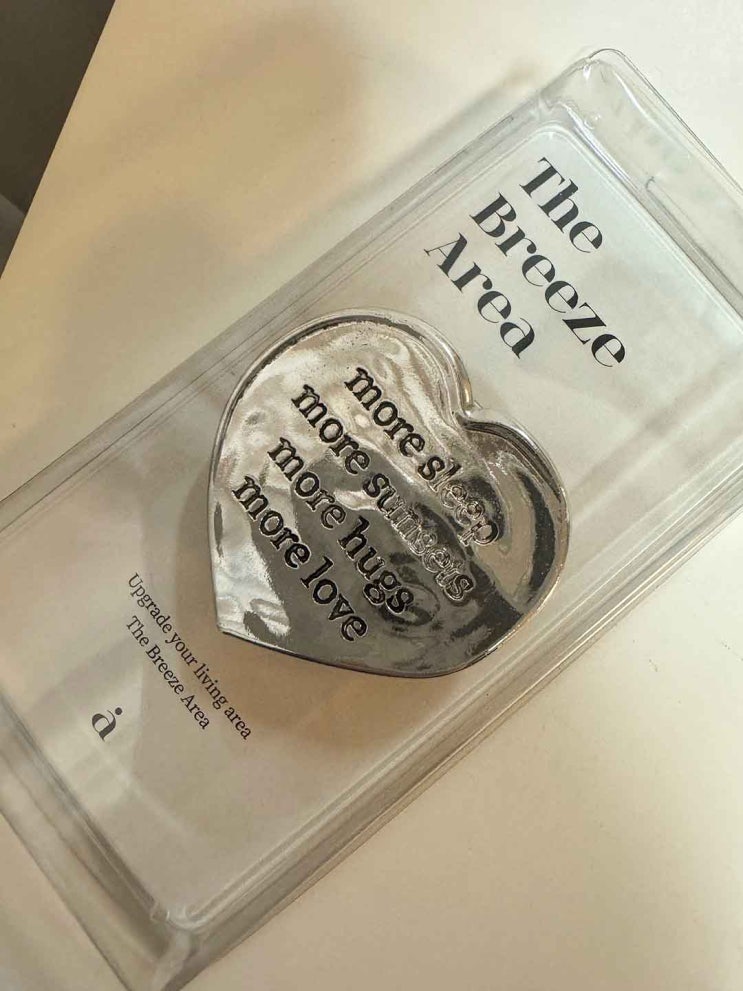 The
Breeze
Area
more sleep
more sunsets
more hugs
more love
Upgrade your living area
The Breeze Area
ȧ